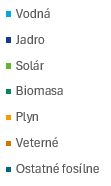 Vodná
Jadro
Solár
Biomasa
Plyn
Veterné
Ostatné fosílne